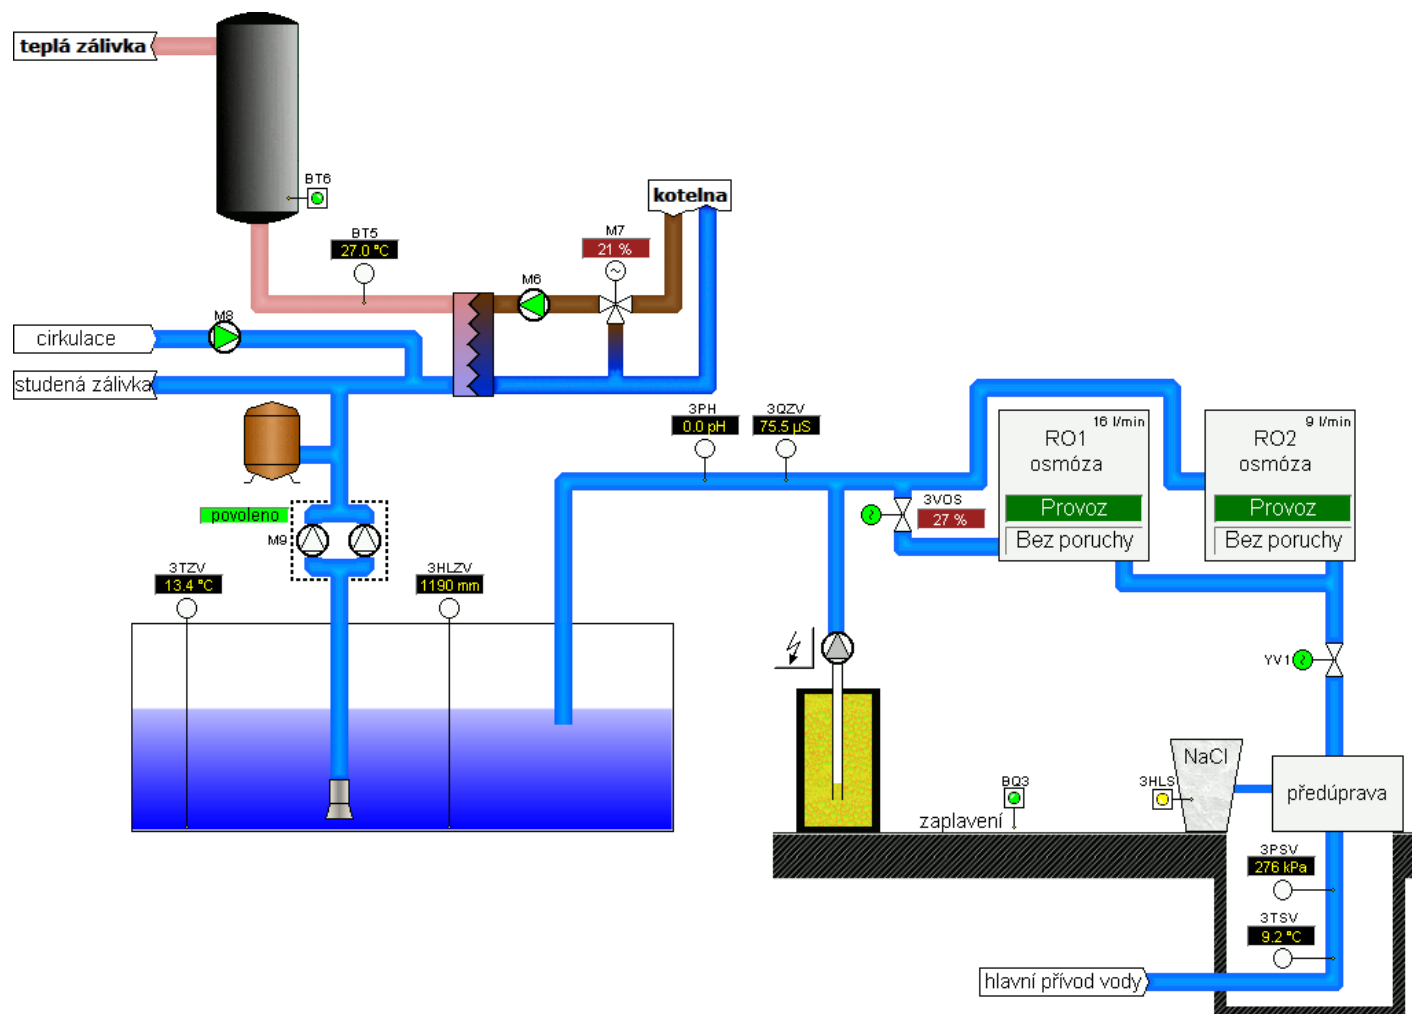 teplá zálivka
BT6
kotelna
BT5
27.0 °C
M7
21 %
M6
M8
cirkulace
studená zálivka
3PH
0.0 pH
3QZV
75.5 µS
16 l/min
RO1
osmóza
Provoz
Bez poruchy
9 l/min
RO2
osmóza
Provoz
Bez poruchy
povoleno
M9
3VOS
27 %
3TZV
13.4 °C
3HLZV
1190 mm
YV1
NaCl
3HLS
předúprava
BQ3
zaplavení
3PSV
276 kPa
3TSV
9.2 °C
hlavní přívod vody